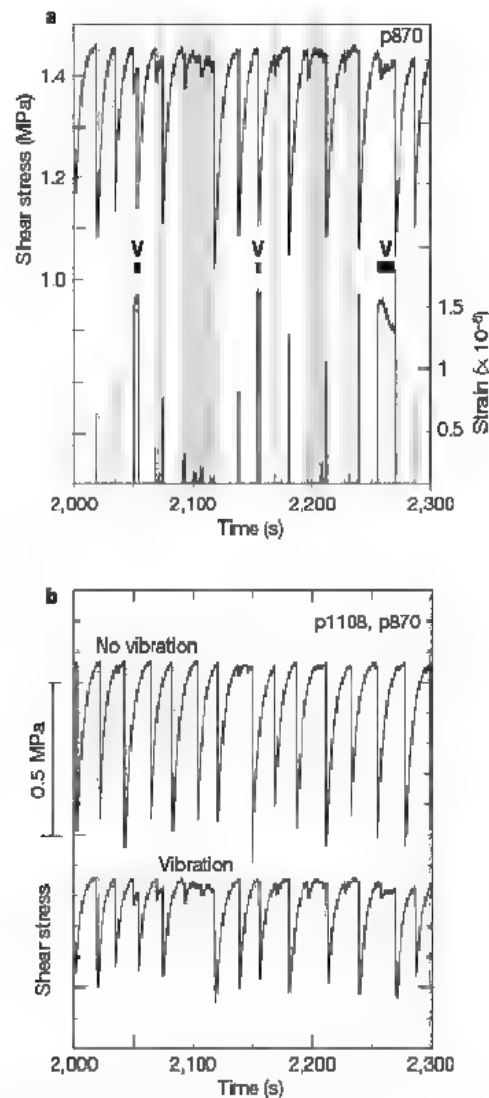 a
p870
1.4
1.2
1.0
Shear stress (MPa)
V V V
1.5
1
0.5
Strain (× 10⁻⁶)
2,000 2,100 2,200 2,300
Time (s)
b
p1108, p870
No vibration
0.5 MPa
Vibration
Shear stress
2,000 2,100 2,200 2,300
Time (s)